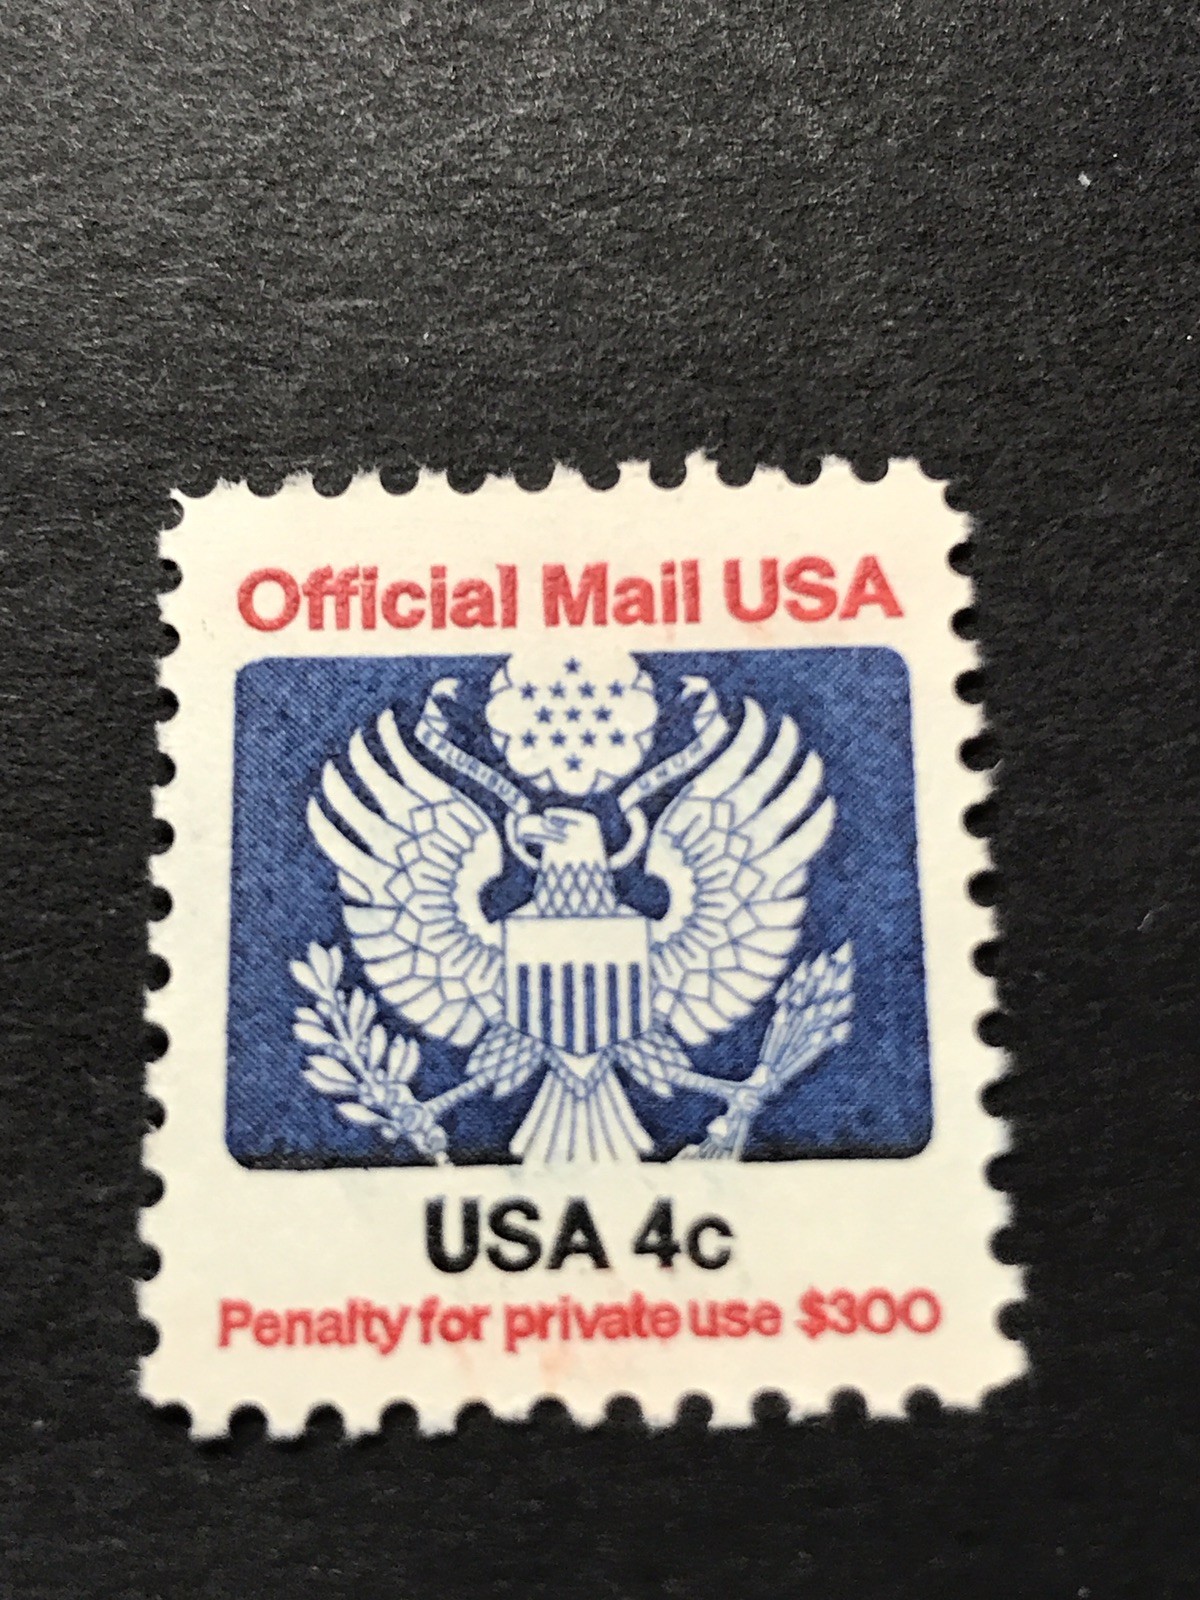 Official Mail USA
E PLURIBUS UNUM
USA 4c
Penalty for private use $300